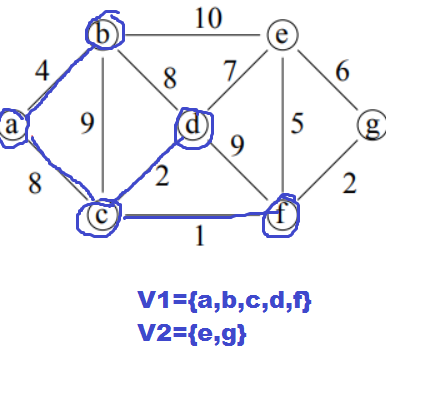 10
b e
4 8 7 6
a 9 d 5 g
9
8 2 2
c f
1
V1={a,b,c,d,f}
V2={e,g}